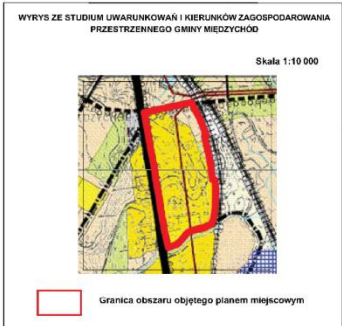 WYRYS ZE STUDIUM UWARUNKOWAŃ I KIERUNKÓW ZAGOSPODAROWANIA
PRZESTRZENNEGO GMINY MIĘDZYCHÓD
Skala 1:10 000
Granica obszaru objętego planem miejscowym